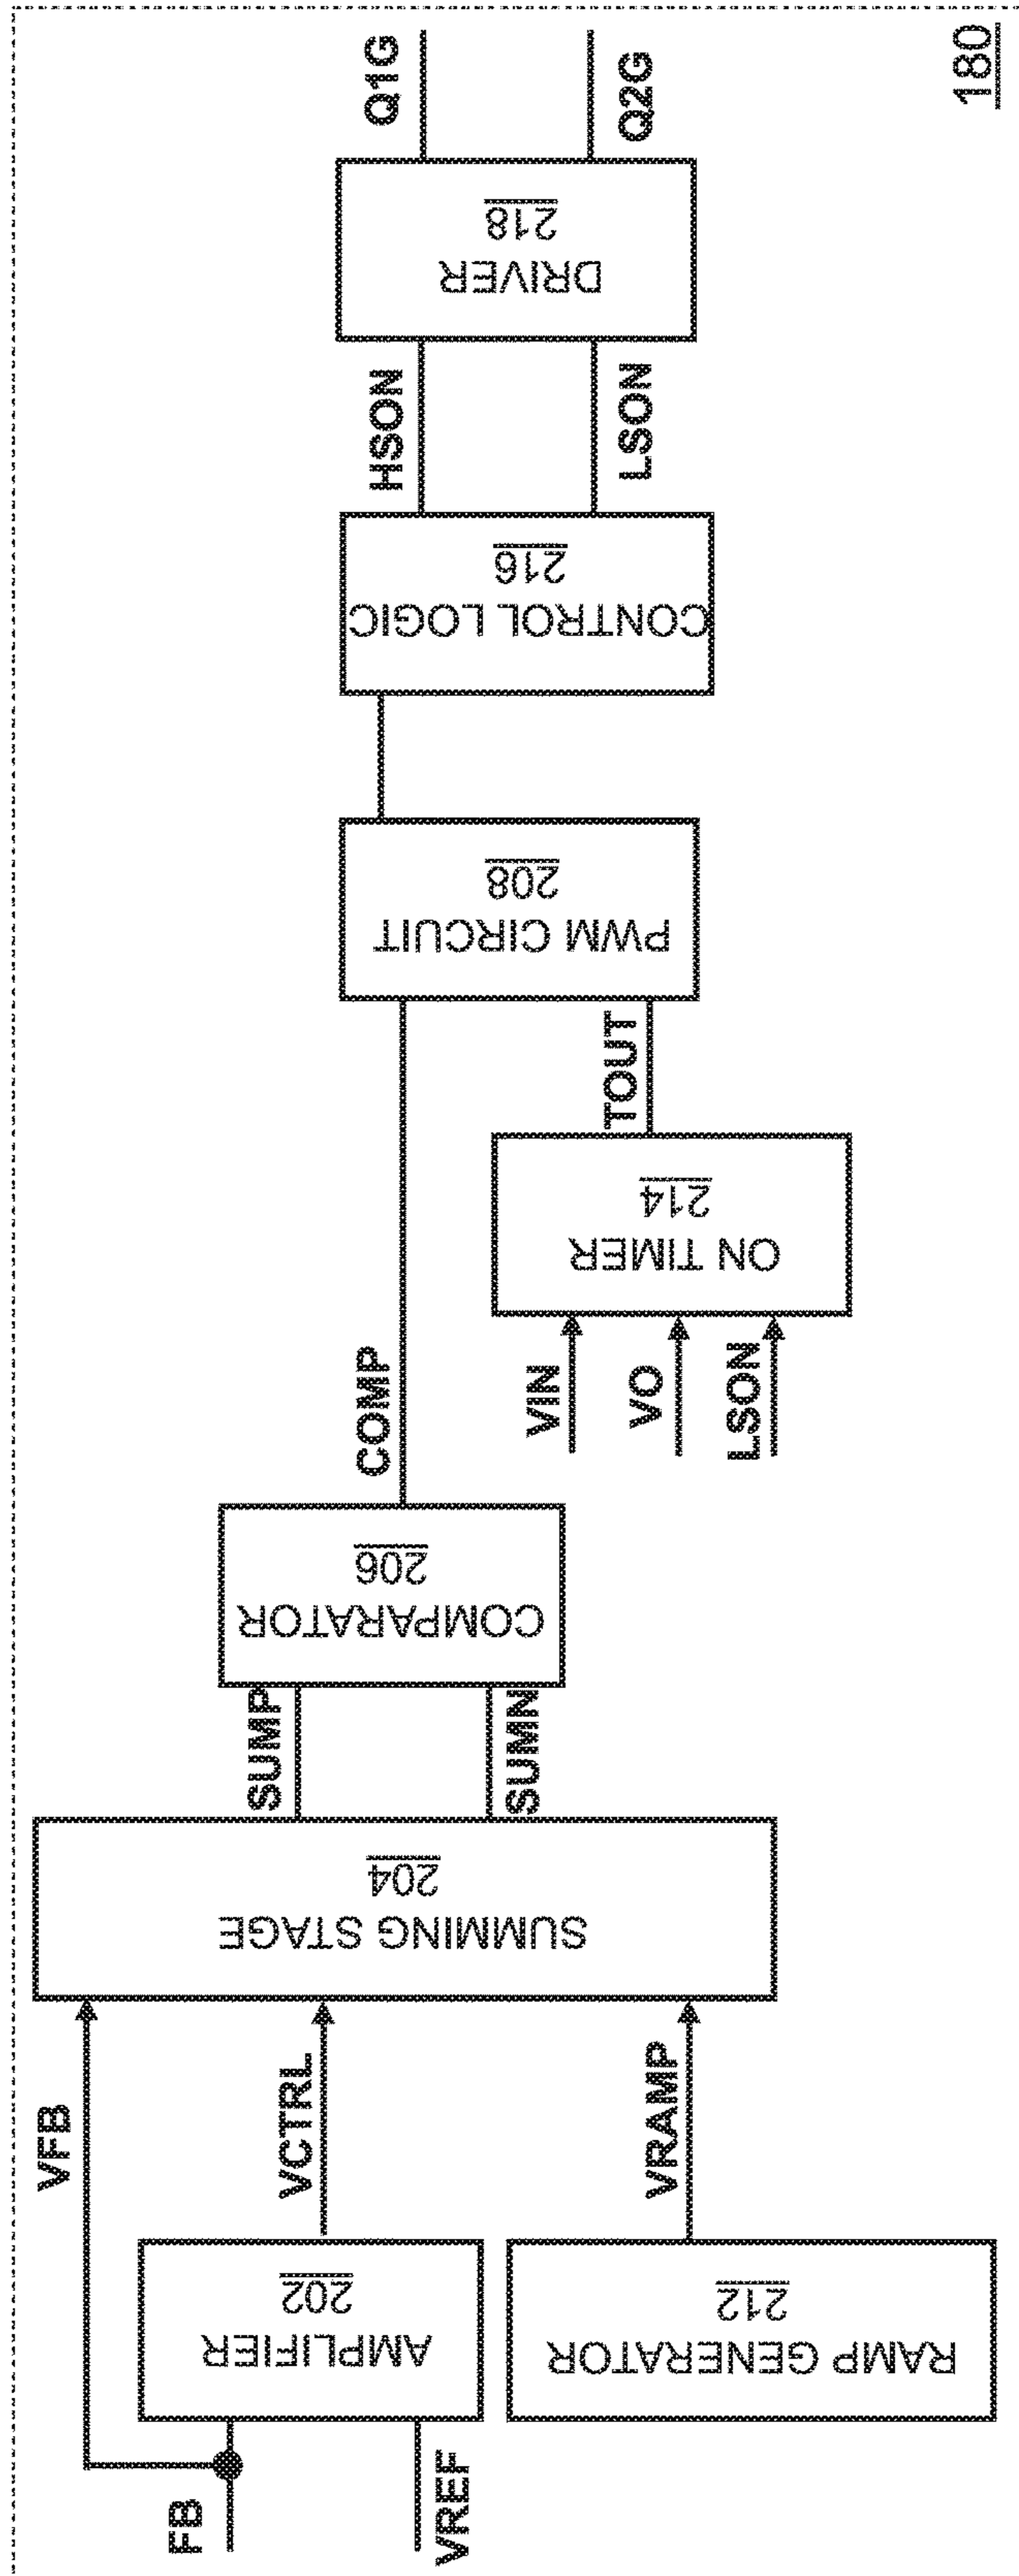 FB
VREF
VFB
AMPLIFIER
202
RAMP GENERATOR
212
VCTRL
VRAMP
SUMMING STAGE
204
SUMP
SUMN
COMPARATOR
206
COMP
VIN
VO
LSON
ON TIMER
214
TOUT
PWM CIRCUIT
208
CONTROL LOGIC
216
HSON
LSON
DRIVER
218
Q1G
Q2G
180